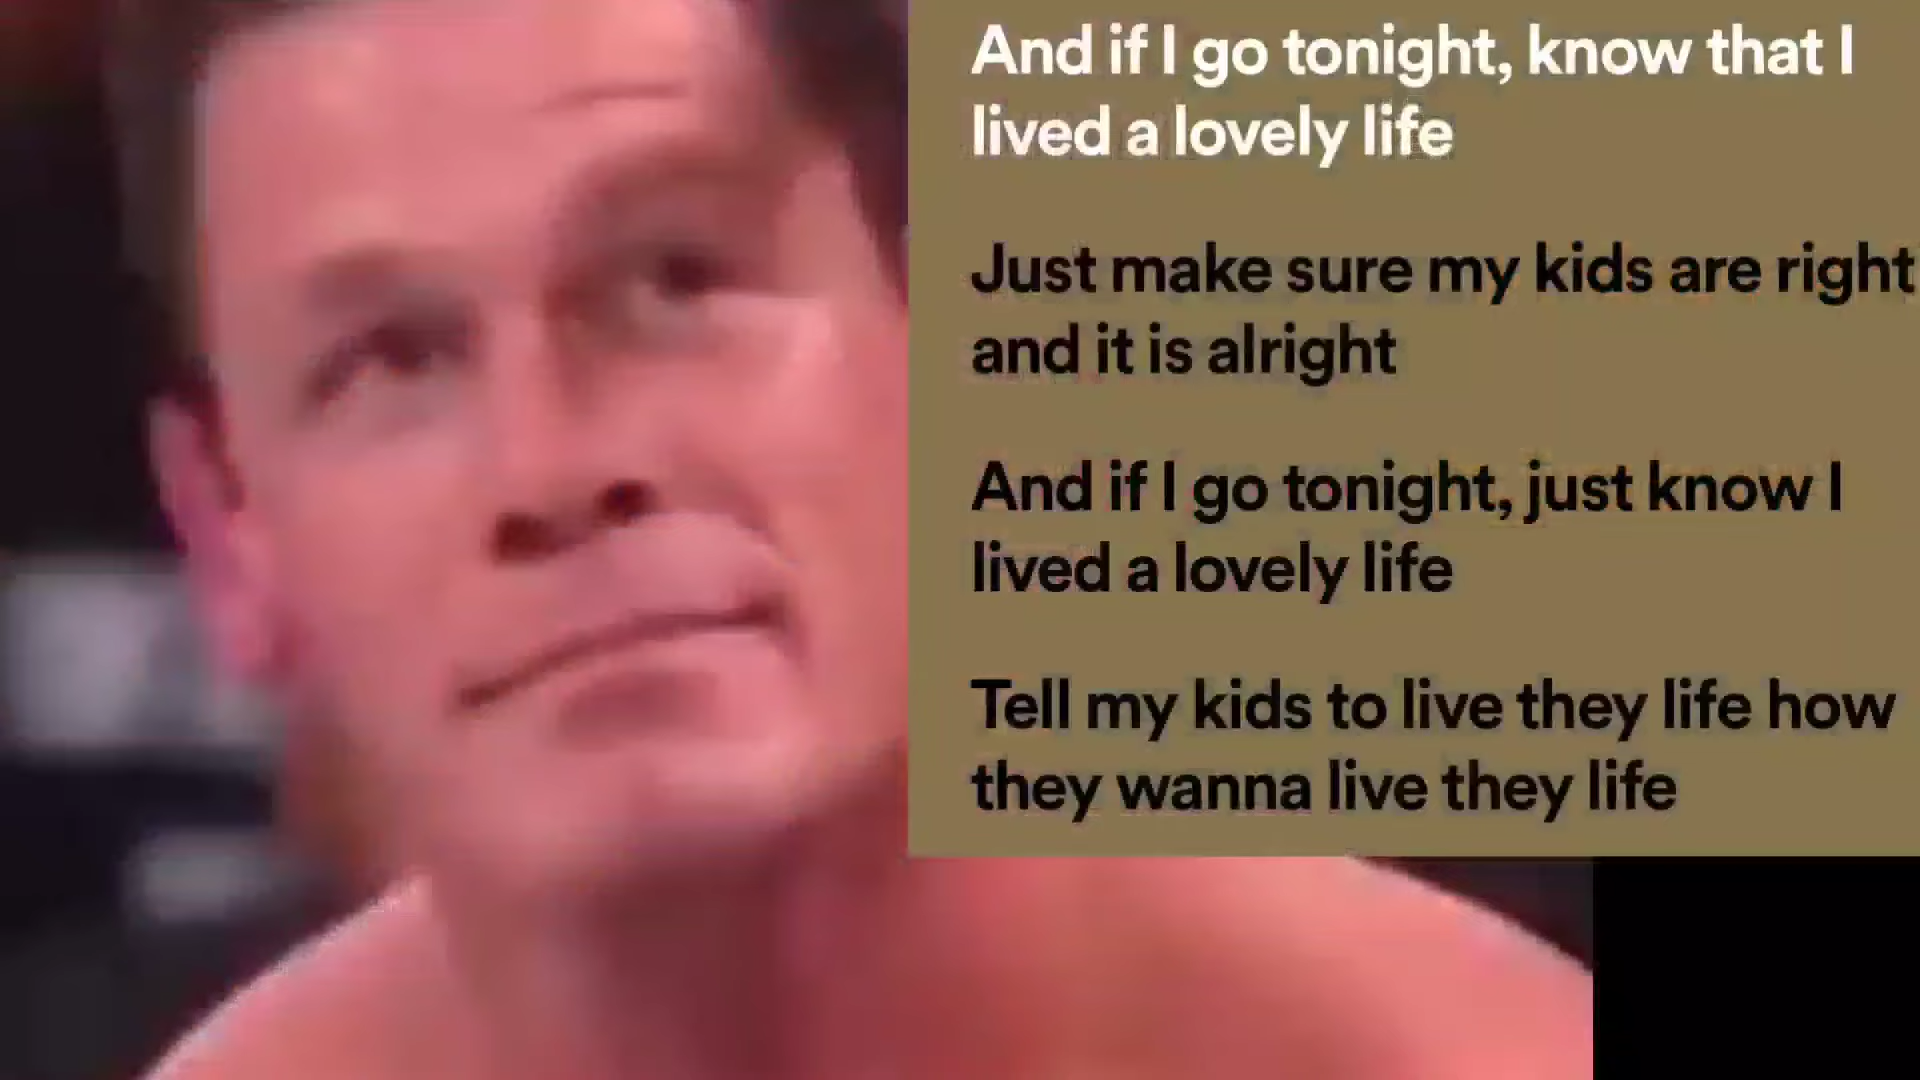 And if I go tonight, know that I
lived a lovely life
Just make sure my kids are right
and it is alright
And if I go tonight, just know I
lived a lovely life
Tell my kids to live they life how
they wanna live they life